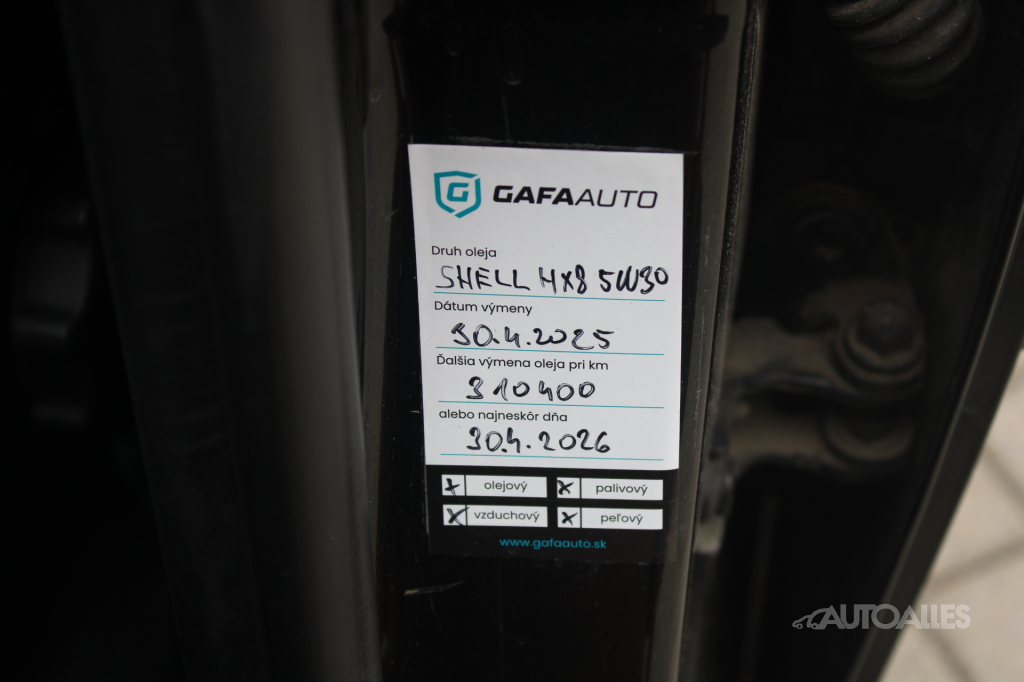 G GAFAAUTO
Druh oleja
SHELL HX8 5W30
Dátum výmeny
30.4.2025
Ďalšia výmena oleja pri km
310400
alebo najneskôr dňa
30.4.2026
x olejový x palivový
x vzduchový x peľový
www.gafaauto.sk
AUTOALLES